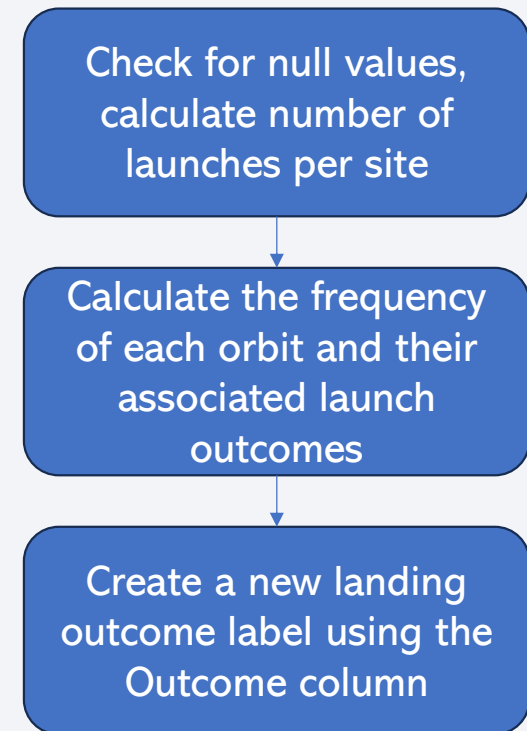 Check for null values,
calculate number of
launches per site
Calculate the frequency
of each orbit and their
associated launch
outcomes
Create a new landing
outcome label using the
Outcome column